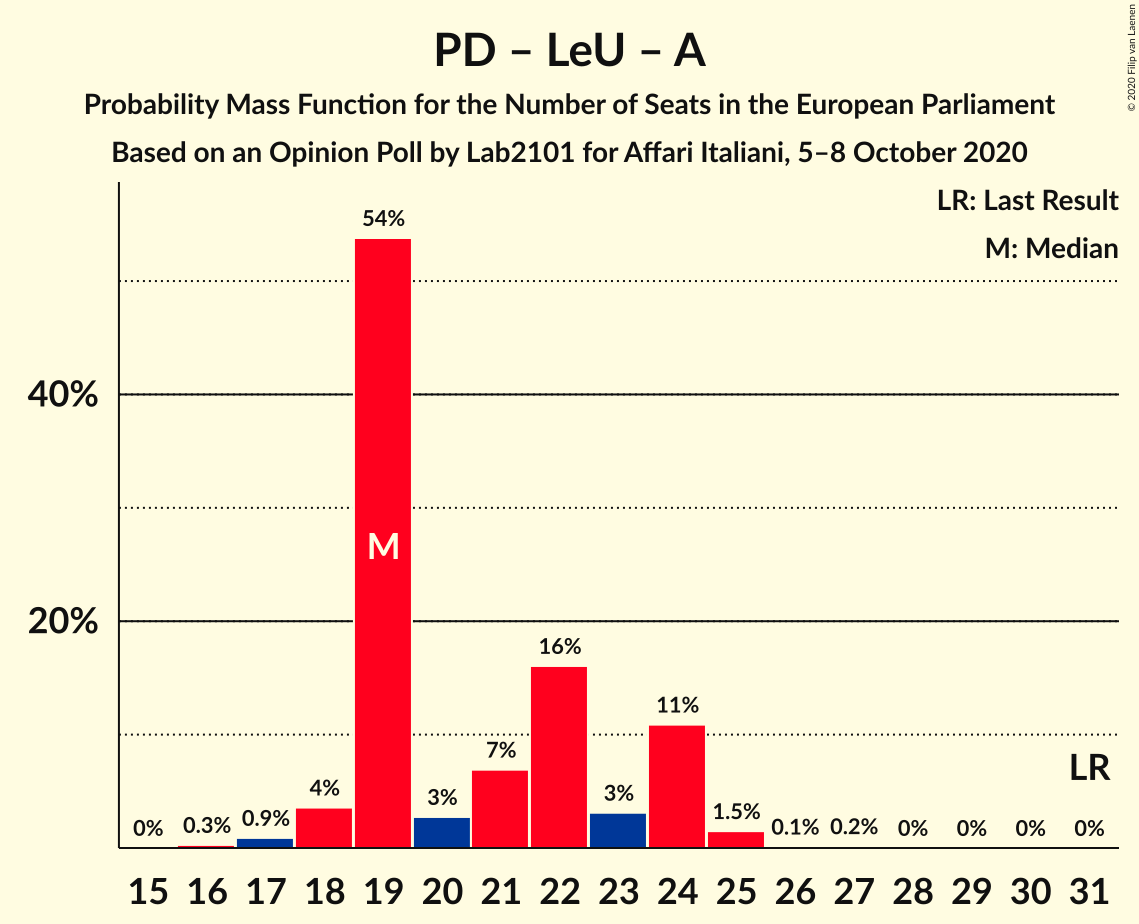 PD – LeU – A
Probability Mass Function for the Number of Seats in the European Parliament
Based on an Opinion Poll by Lab2101 for Affari Italiani, 5–8 October 2020
© 2020 Filip van Laenen
LR: Last Result
M: Median
54%
40%
M
20%
16%
11%
7%
LR
4%
3%
3%
1.5%
0.9%
0.3%
0%
0.1%
0.2%
0%
0%
0%
0%
15 16 17 18 19 20 21 22 23 24 25 26 27 28 29 30 31